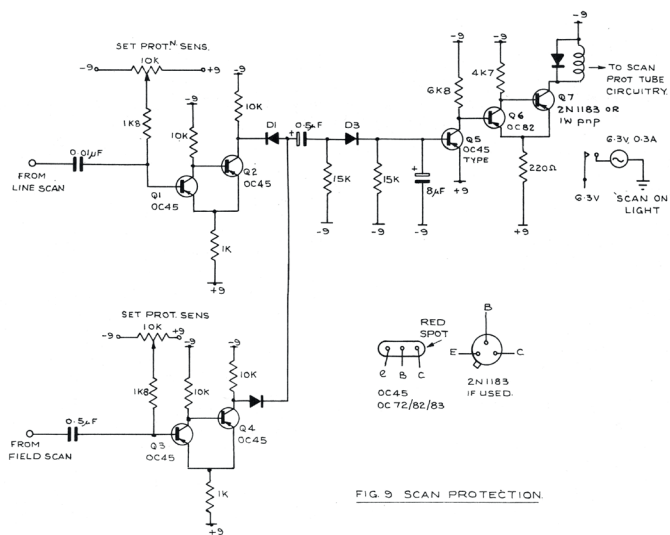 SET PROT.N SENS.
-9
10K
+9
-9
10K
1K8
-9
10K
0.01μF
FROM
LINE SCAN
Q1
OC45
Q2
OC45
1K
+9
D1
+
0.5μF
D3
15K
-9
15K
-9
+
8μF
-9
-9
6K8
Q5
OC45
TYPE
+9
-9
4K7
Q6
OC82
-9
Q7
2N1183 OR
1W pnp
220Ω
+9
TO SCAN
PROT TUBE
CIRCUITRY.
6.3V, 0.3A
6.3V
SCAN ON
LIGHT
SET PROT. SENS
10K
-9
+9
1K8
-9
10K
-9
10K
0.5μF
FROM
FIELD SCAN
Q3
OC45
Q4
OC45
1K
+9
RED
SPOT
e
B
C
OC45
OC 72/82/83
B
E
C
2N1183
IF USED.
FIG. 9 SCAN PROTECTION.